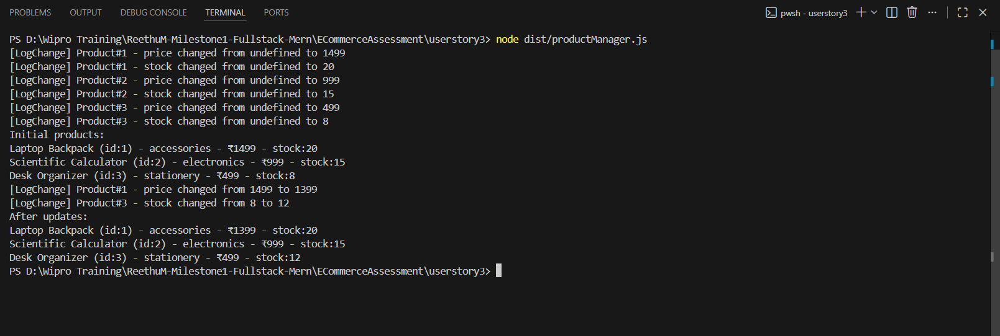 PROBLEMS OUTPUT DEBUG CONSOLE TERMINAL PORTS pwsh - userstory3
PS D:\Wipro Training\ReethuM-Milestone1-Fullstack-Mern\ECommerceAssessment\userstory3> node dist/productManager.js
[LogChange] Product#1 - price changed from undefined to 1499
[LogChange] Product#1 - stock changed from undefined to 20
[LogChange] Product#2 - price changed from undefined to 999
[LogChange] Product#2 - stock changed from undefined to 15
[LogChange] Product#3 - price changed from undefined to 499
[LogChange] Product#3 - stock changed from undefined to 8
Initial products:
Laptop Backpack (id:1) - accessories - ₹1499 - stock:20
Scientific Calculator (id:2) - electronics - ₹999 - stock:15
Desk Organizer (id:3) - stationery - ₹499 - stock:8
[LogChange] Product#1 - price changed from 1499 to 1399
[LogChange] Product#3 - stock changed from 8 to 12
After updates:
Laptop Backpack (id:1) - accessories - ₹1399 - stock:20
Scientific Calculator (id:2) - electronics - ₹999 - stock:15
Desk Organizer (id:3) - stationery - ₹499 - stock:12
PS D:\Wipro Training\ReethuM-Milestone1-Fullstack-Mern\ECommerceAssessment\userstory3>